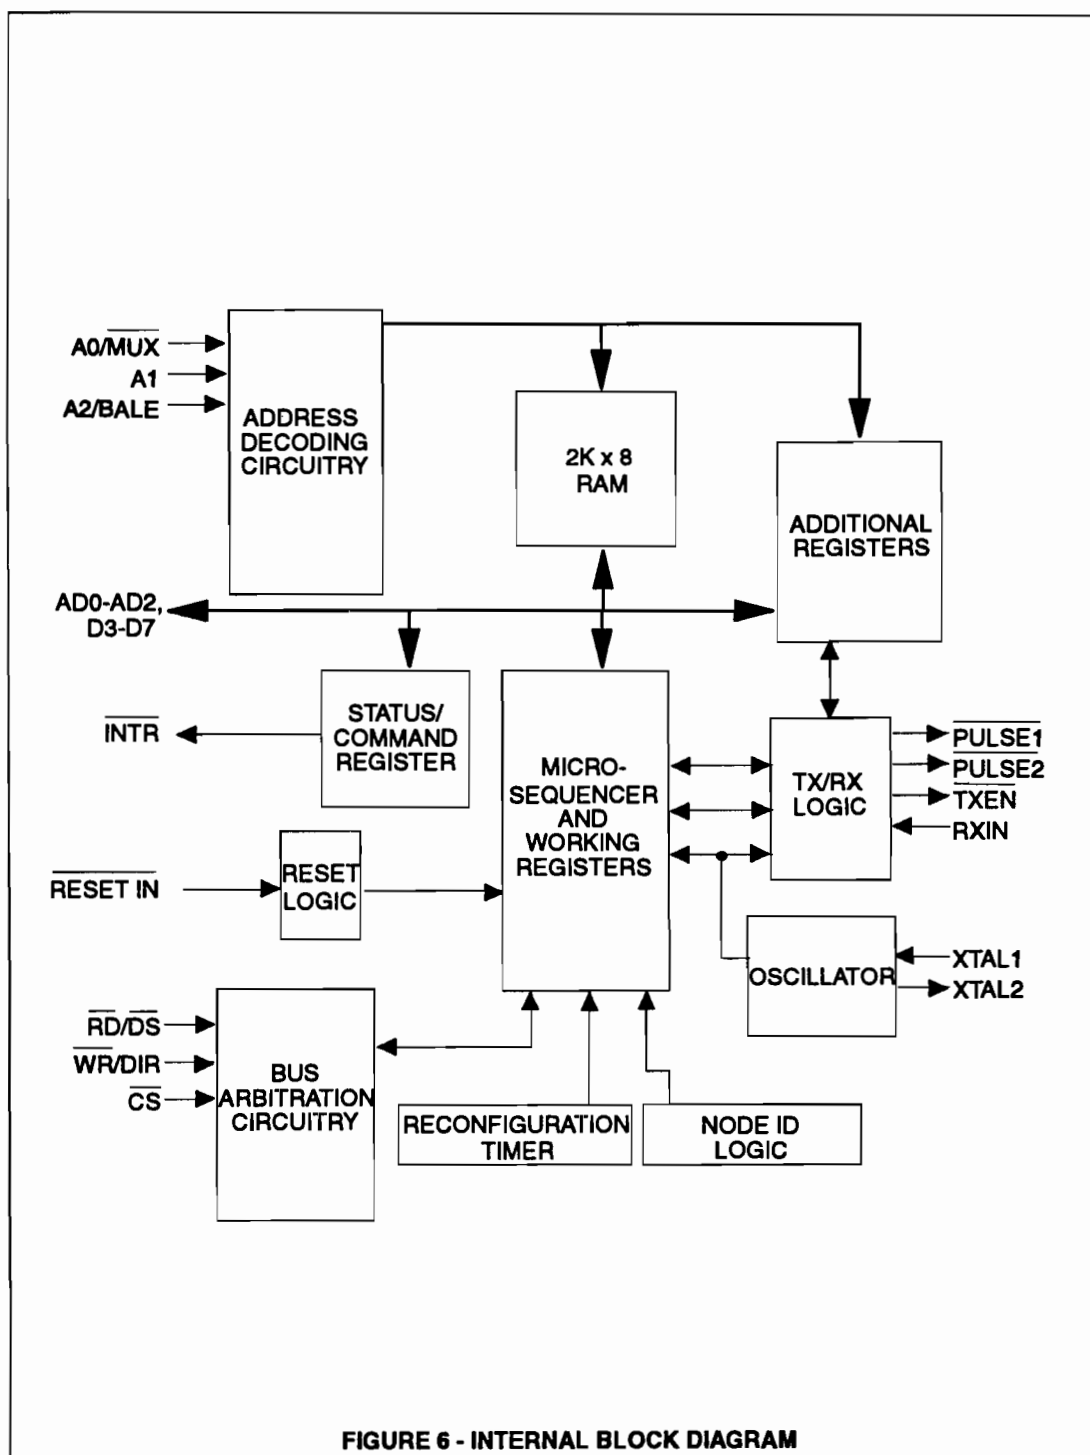 A0/MUX
A1
A2/BALE
ADDRESS
DECODING
CIRCUITRY
2K x 8
RAM
ADDITIONAL
REGISTERS
AD0-AD2,
D3-D7
INTR
STATUS/
COMMAND
REGISTER
MICRO-
SEQUENCER
AND
WORKING
REGISTERS
TX/RX
LOGIC
PULSE1
PULSE2
TXEN
RXIN
RESET IN
RESET
LOGIC
OSCILLATOR
XTAL1
XTAL2
RD/DS
WR/DIR
CS
BUS
ARBITRATION
CIRCUITRY
RECONFIGURATION
TIMER
NODE ID
LOGIC
FIGURE 6 - INTERNAL BLOCK DIAGRAM